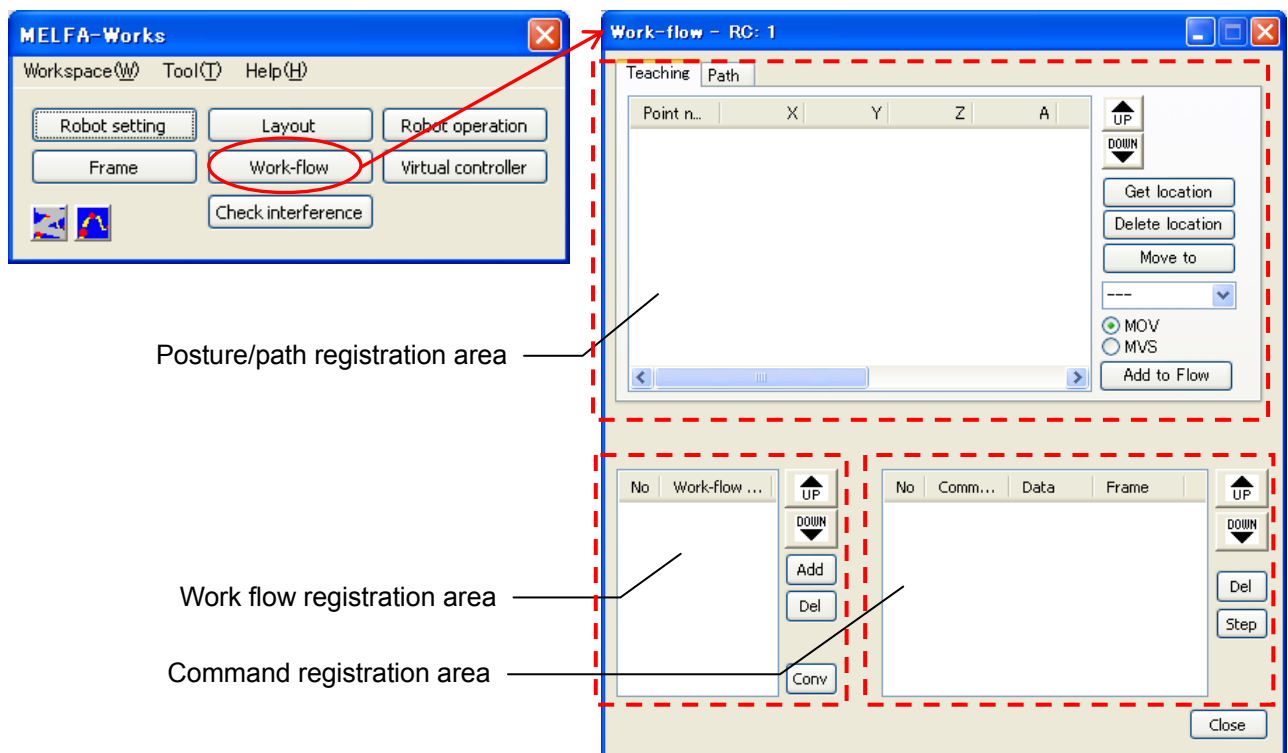 MELFA-Works
Workspace(W) Tool(T) Help(H)
Robot setting Layout Robot operation
Frame Work-flow Virtual controller
Check interference
Work-flow - RC: 1
Teaching Path
Point n... X Y Z A
UP
DOWN
Get location
Delete location
Move to
---
MOV
MVS
Add to Flow
Posture/path registration area
No Work-flow ...
UP
DOWN
Add
Del
Conv
No Comm... Data Frame
UP
DOWN
Del
Step
Work flow registration area
Command registration area
Close